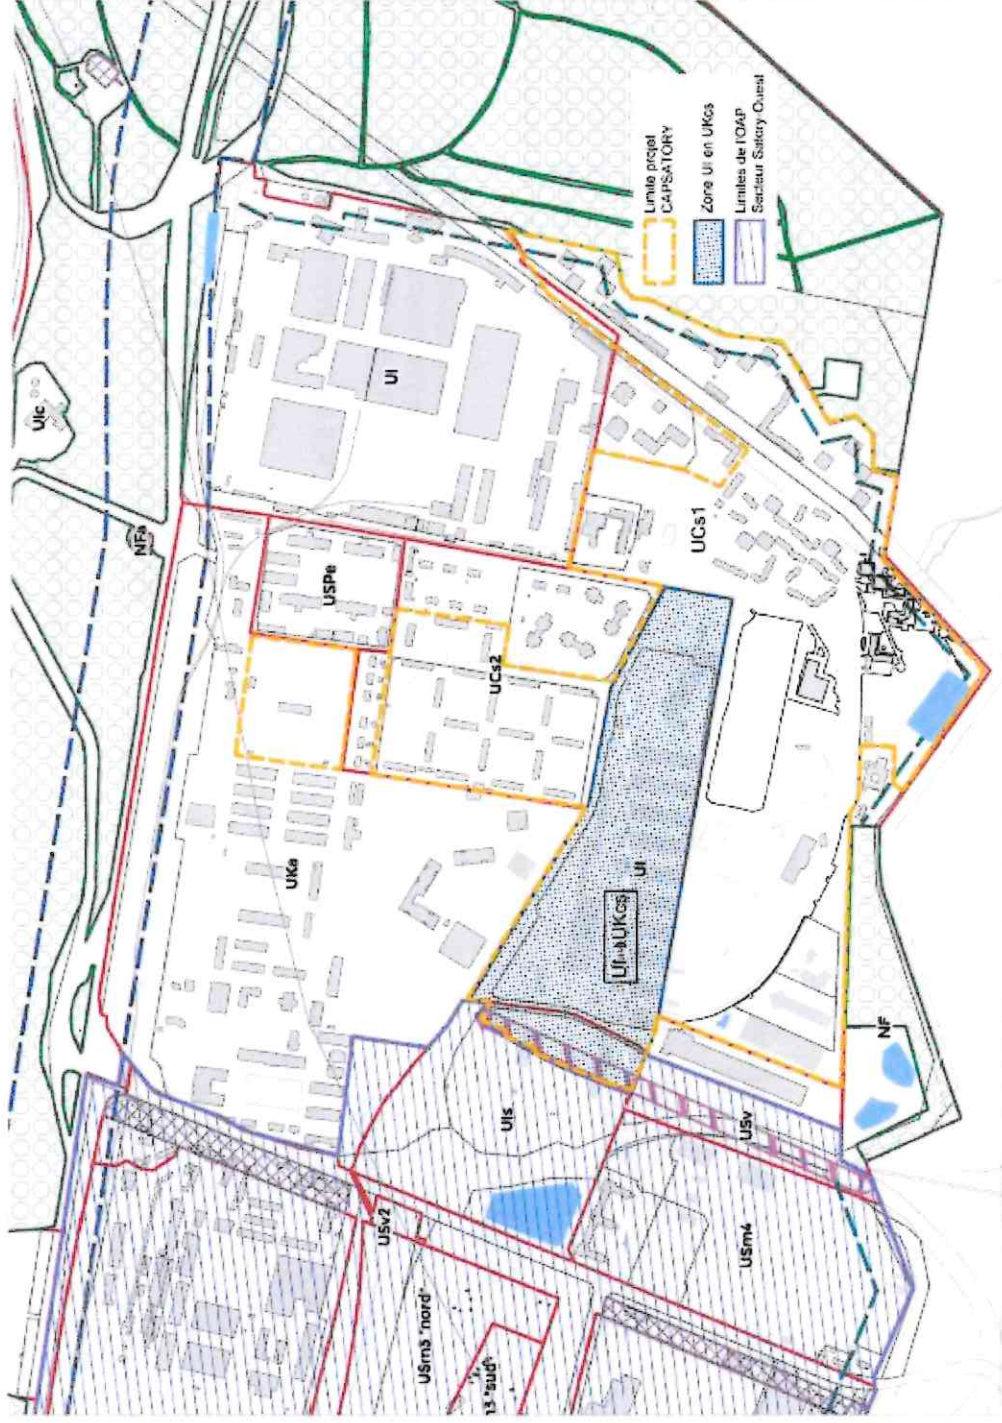 Limite projet
CAPSATORY
Zone UI en UKcs
Limites de l'OAP
Secteur Satory-Ouest
UIc
NFa
UI
USPe
UCs1
UCs2
UKa
UI
UI→UKcs
NF
UIs
USv
USv2
USm4
USm3 "nord"
13 "sud"